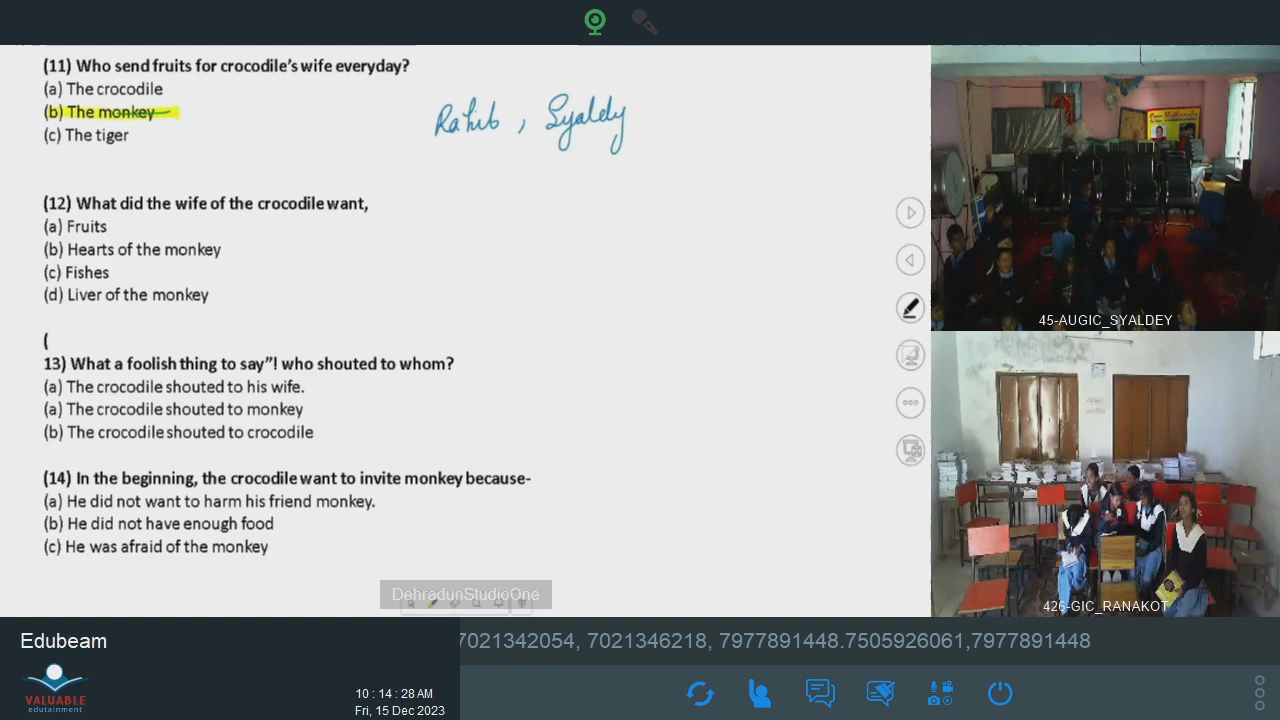 (11) Who send fruits for crocodile's wife everyday?
(a) The crocodile
(b) The monkey
(c) The tiger
Rahib , Syaldy
(12) What did the wife of the crocodile want,
(a) Fruits
(b) Hearts of the monkey
(c) Fishes
(d) Liver of the monkey
(
13) What a foolish thing to say"! who shouted to whom?
(a) The crocodile shouted to his wife.
(a) The crocodile shouted to monkey
(b) The crocodile shouted to crocodile
(14) In the beginning, the crocodile want to invite monkey because-
(a) He did not want to harm his friend monkey.
(b) He did not have enough food
(c) He was afraid of the monkey
DehradunStudioOne
45-AUGIC_SYALDEY
426-GIC_RANAKOT
Edubeam
7021342054, 7021346218, 7977891448.7505926061,7977891448
VALUABLE
edutainment
10 : 14 : 28 AM
Fri, 15 Dec 2023